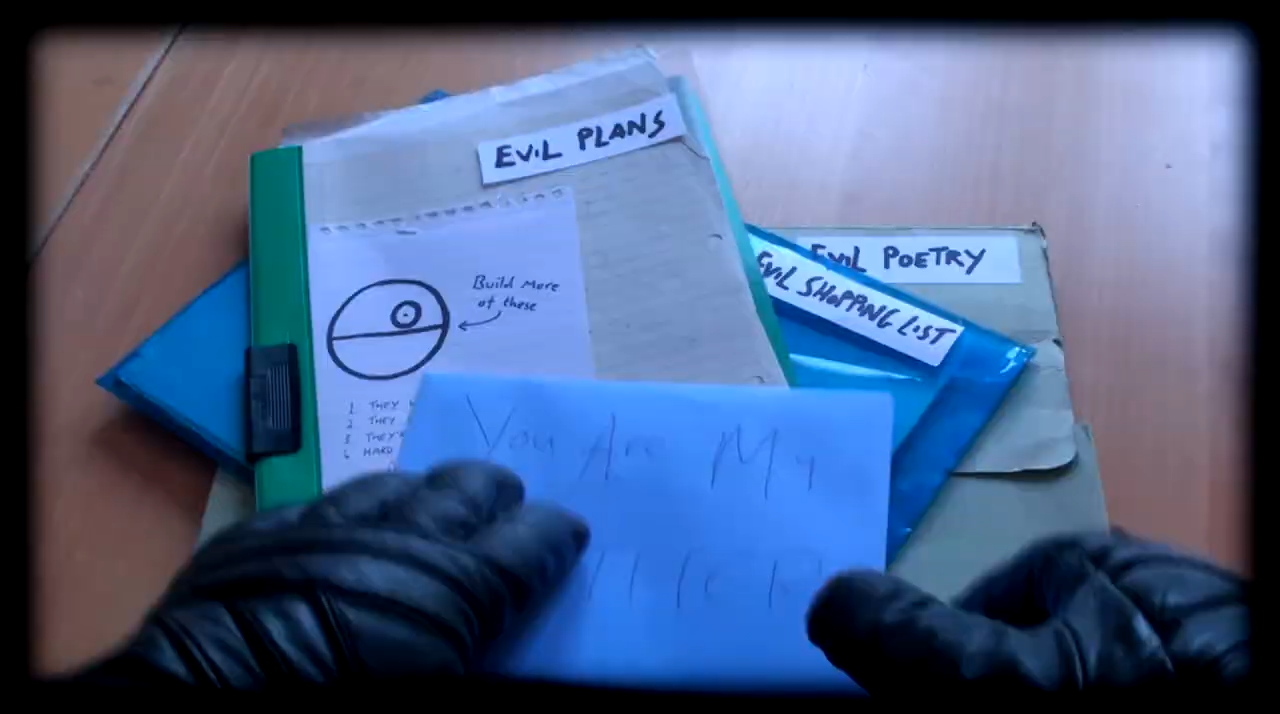 EVIL PLANS
EVIL POETRY
EVIL SHOPPING LIST
Build More
of these
1 THEY
2 THEY
3 THEY'
HARD
You Are My